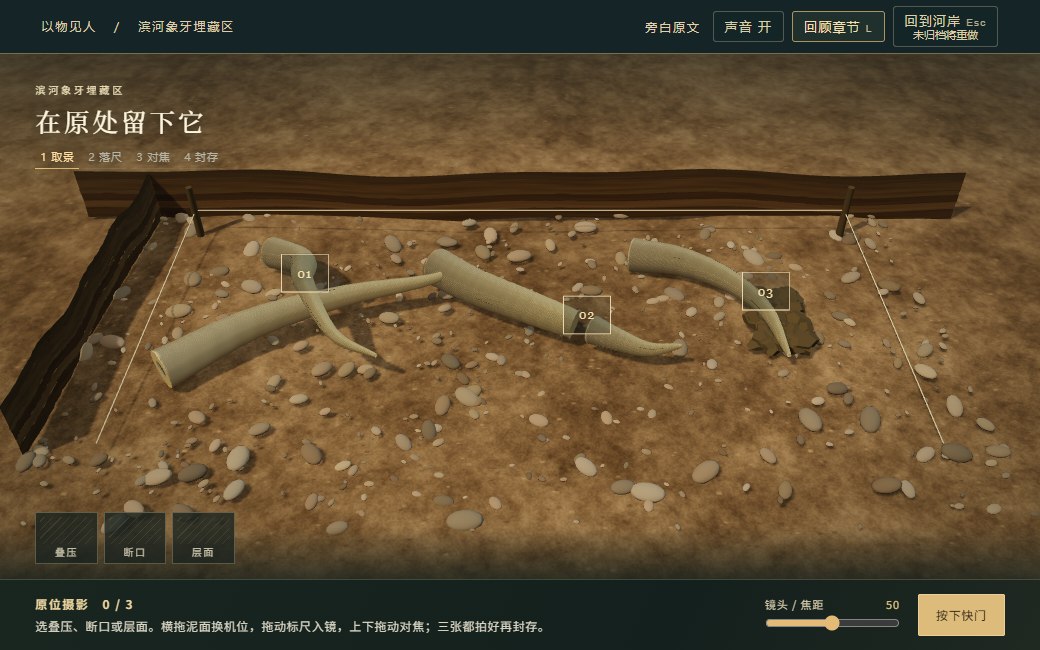 以物见人 / 滨河象牙埋藏区
旁白原文
声音 开
回顾章节 L
回到河岸 Esc
未归档将重做
滨河象牙埋藏区
在原处留下它
1 取景 2 落尺 3 对焦 4 封存
01
02
03
叠压
断口
层面
原位摄影 0 / 3
选叠压、断口或层面。横拖泥面换机位，拖动标尺入镜，上下拖动对焦；三张都拍好再封存。
镜头 / 焦距 50
按下快门